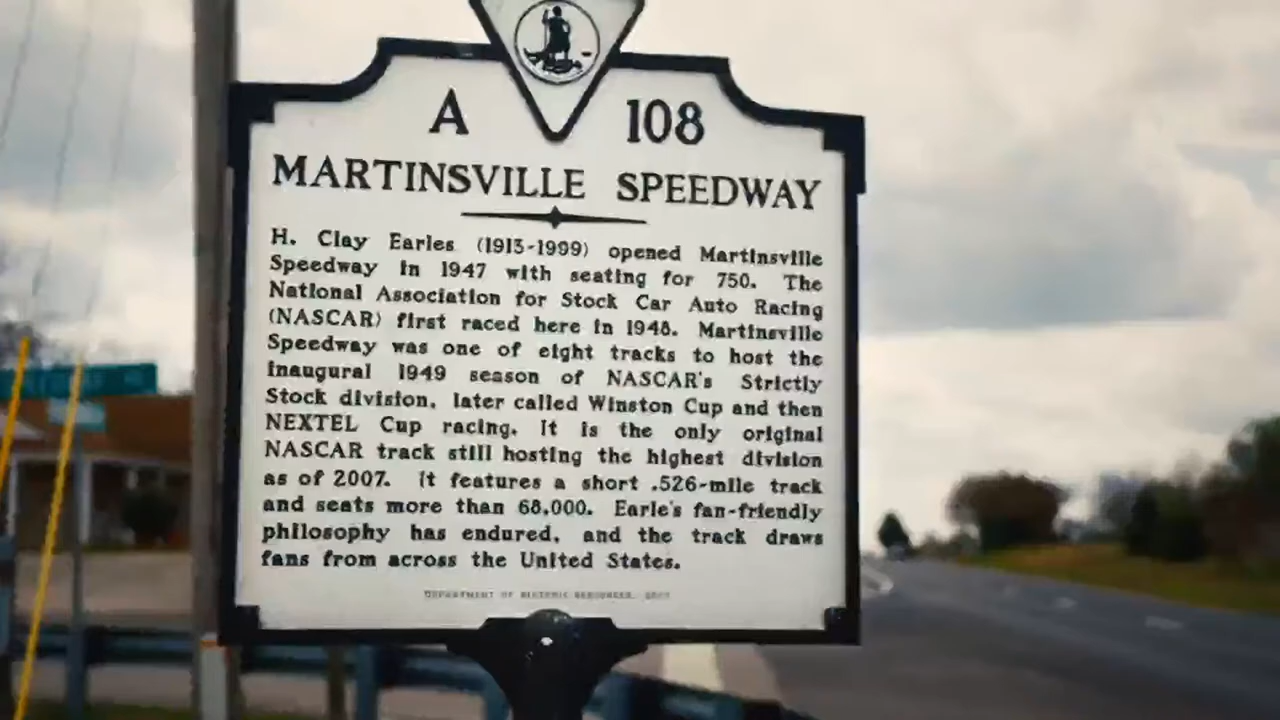 A 108
MARTINSVILLE SPEEDWAY
H. Clay Earles (1913-1999) opened Martinsville
Speedway in 1947 with seating for 750. The
National Association for Stock Car Auto Racing
(NASCAR) first raced here in 1948. Martinsville
Speedway was one of eight tracks to host the
inaugural 1949 season of NASCAR's Strictly
Stock division, later called Winston Cup and then
NEXTEL Cup racing. It is the only original
NASCAR track still hosting the highest division
as of 2007. It features a short .526-mile track
and seats more than 68,000. Earle's fan-friendly
philosophy has endured, and the track draws
fans from across the United States.
DEPARTMENT OF HISTORIC RESOURCES, 2007